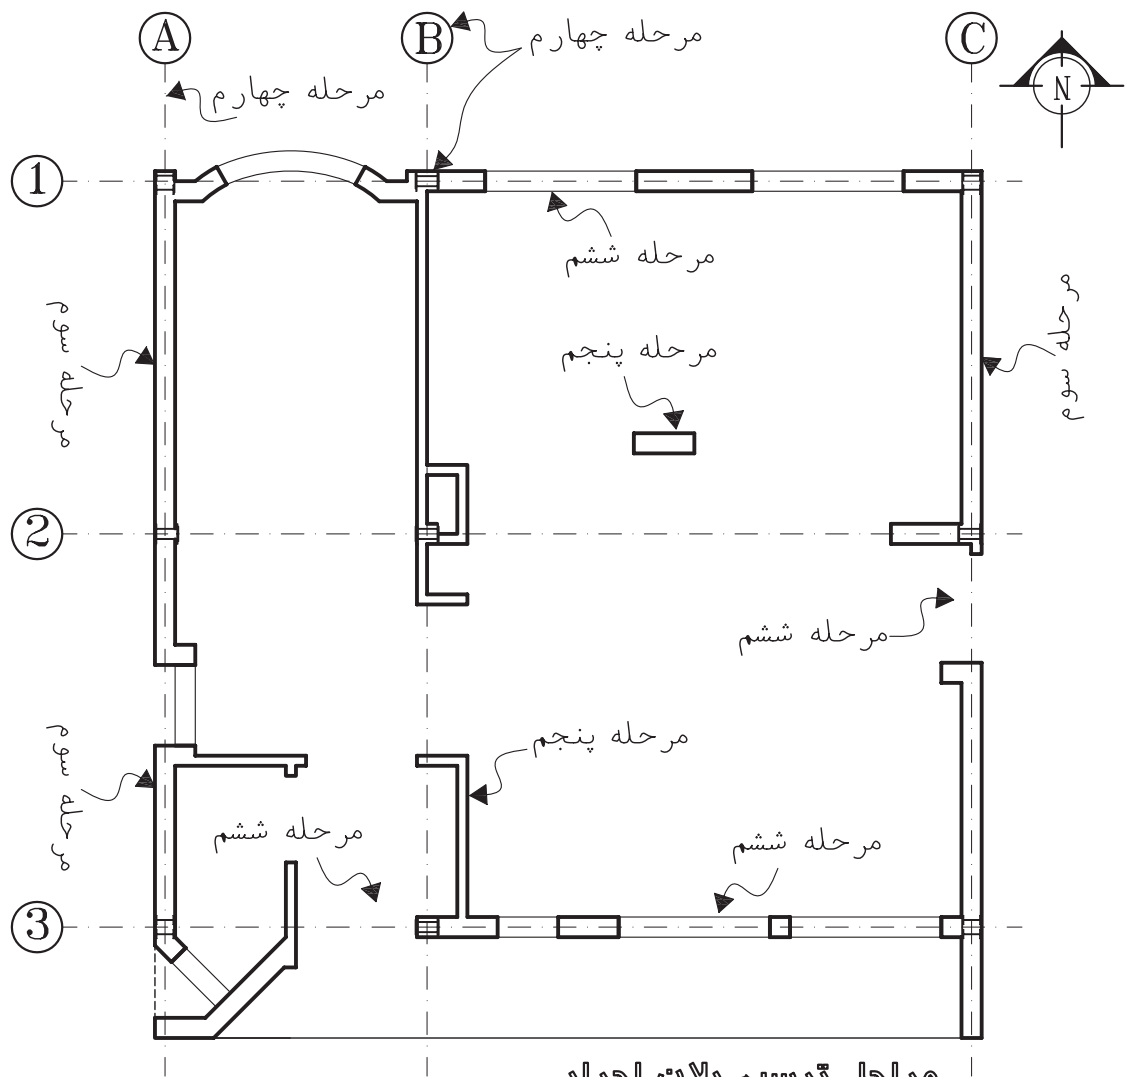 A
B
C
مرحله چهارم
مرحله چهارم
N
1
مرحله ششم
مرحله سوم
مرحله سوم
مرحله پنجم
2
مرحله ششم
مرحله سوم
مرحله پنجم
مرحله ششم
مرحله ششم
3